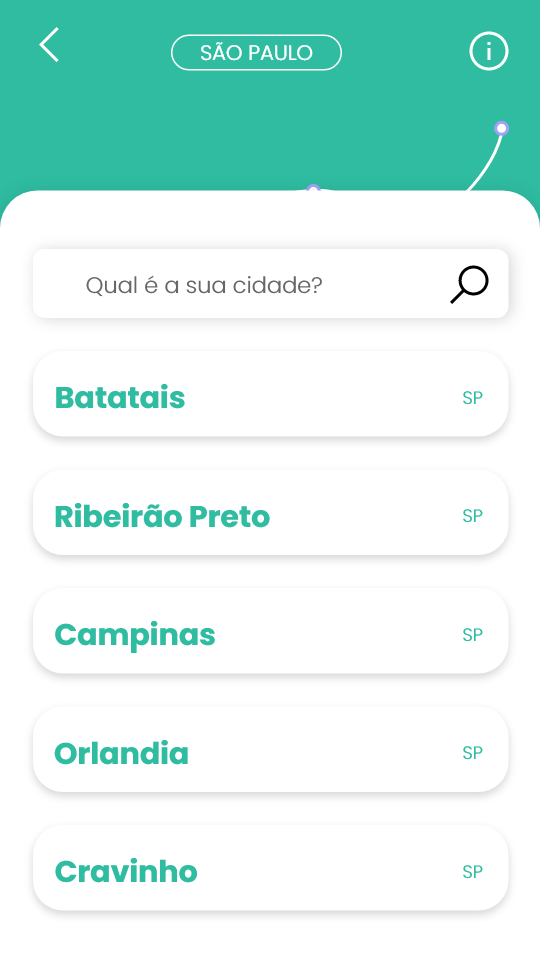 SÃO PAULO
i
Qual é a sua cidade?
Batatais SP
Ribeirão Preto SP
Campinas SP
Orlandia SP
Cravinho SP